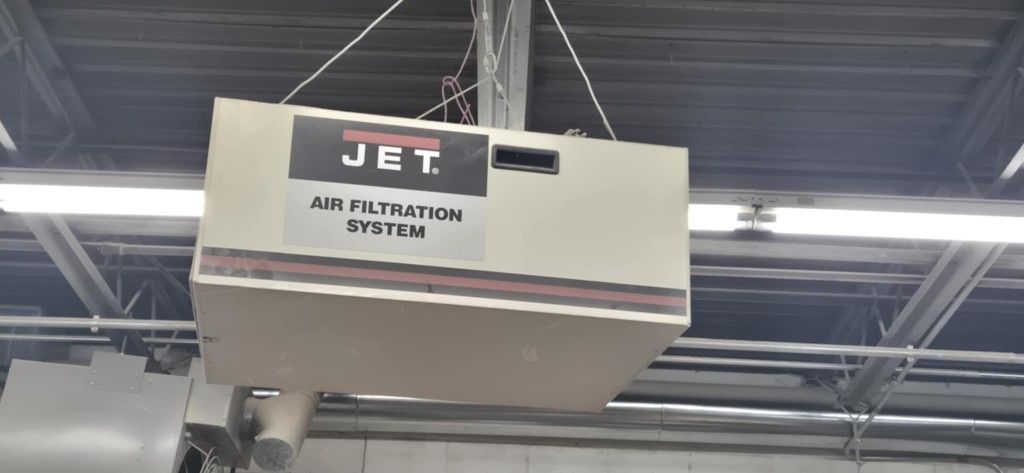 JET®
AIR FILTRATION
SYSTEM